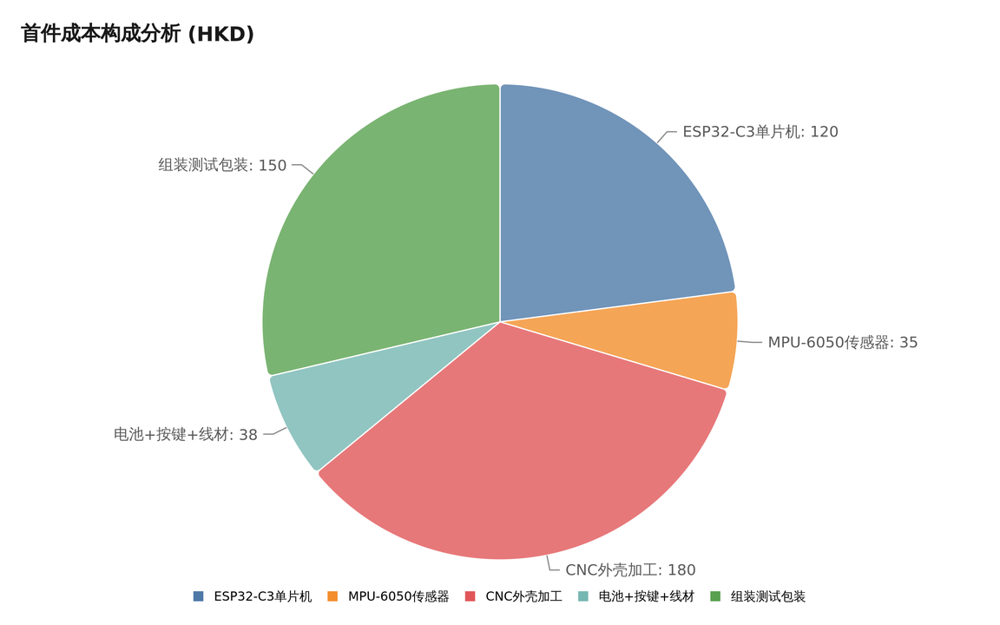 首件成本构成分析 (HKD)
ESP32-C3单片机: 120
组装测试包装: 150
MPU-6050传感器: 35
电池+按键+线材: 38
CNC外壳加工: 180
ESP32-C3单片机 MPU-6050传感器 CNC外壳加工 电池+按键+线材 组装测试包装